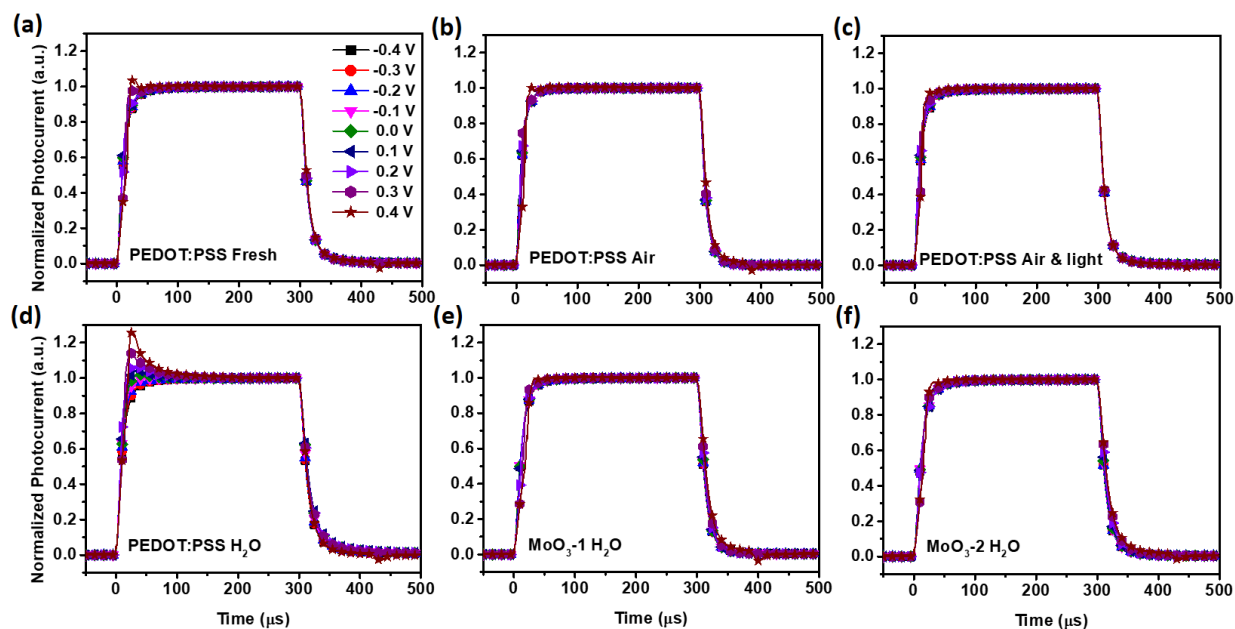 (a)
Normalized Photocurrent (a.u.)
1.2
1.0
0.8
0.6
0.4
0.2
0.0
-0.4 V
-0.3 V
-0.2 V
-0.1 V
0.0 V
0.1 V
0.2 V
0.3 V
0.4 V
PEDOT:PSS Fresh
0 100 200 300 400 500
(b)
1.2
1.0
0.8
0.6
0.4
0.2
0.0
PEDOT:PSS Air
0 100 200 300 400 500
(c)
1.2
1.0
0.8
0.6
0.4
0.2
0.0
PEDOT:PSS Air & light
0 100 200 300 400 500
(d)
Normalized Photocurrent (a.u.)
1.2
1.0
0.8
0.6
0.4
0.2
0.0
PEDOT:PSS H₂O
0 100 200 300 400 500
Time (μs)
(e)
1.2
1.0
0.8
0.6
0.4
0.2
0.0
MoO₃-1 H₂O
0 100 200 300 400 500
Time (μs)
(f)
1.2
1.0
0.8
0.6
0.4
0.2
0.0
MoO₃-2 H₂O
0 100 200 300 400 500
Time (μs)